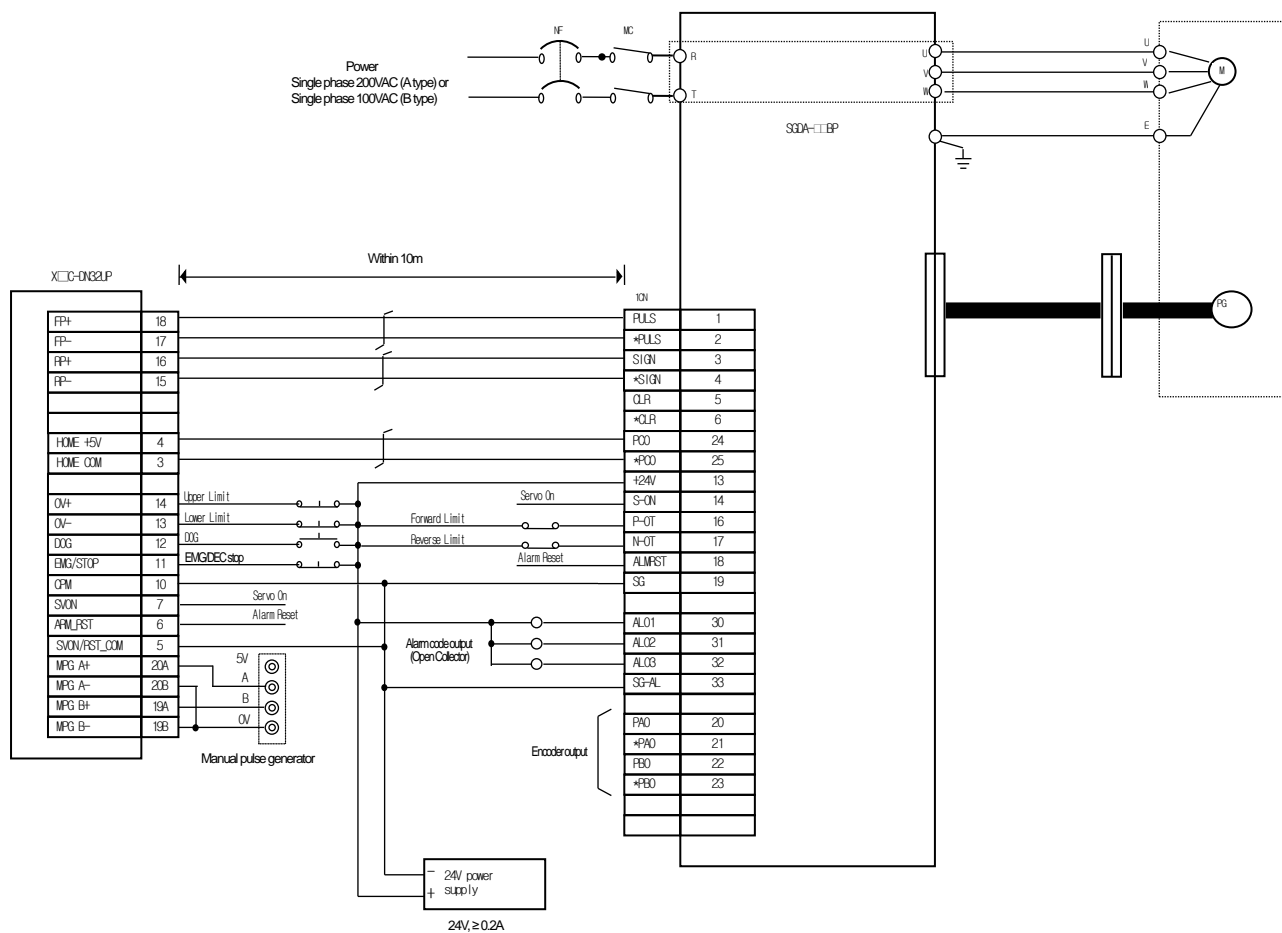 NF
MC
Power
Single phase 200VAC (A type) or
Single phase 100VAC (B type)
R
T
U
V
W
U
V
W
E
M
SGDA-□□BP
Within 10m
X□C-DN32UP
1CN
PG
FP+ 18
FP- 17
RP+ 16
RP- 15
HOME +5V 4
HOME COM 3
OV+ 14
OV- 13
DOG 12
EMG/STOP 11
CPM 10
SVON 7
ARM_RST 6
SVON/RST_COM 5
MPG A+ 20A
MPG A- 20B
MPG B+ 19A
MPG B- 19B
Upper Limit
Lower Limit
DOG
EMG/DEC stop
Servo On
Alarm Reset
5V
A
B
0V
Manual pulse generator
Servo On
Forward Limit
Reverse Limit
Alarm Reset
Alarm code output
(Open Collector)
Encoder output
PULS 1
*PULS 2
SIGN 3
*SIGN 4
CLR 5
*CLR 6
PCO 24
*PCO 25
+24V 13
S-ON 14
P-OT 16
N-OT 17
ALMRST 18
SG 19
ALO1 30
ALO2 31
ALO3 32
SG-AL 33
PAO 20
*PAO 21
PBO 22
*PBO 23
- 24V power
+ supply
24V, ≥ 0.2A